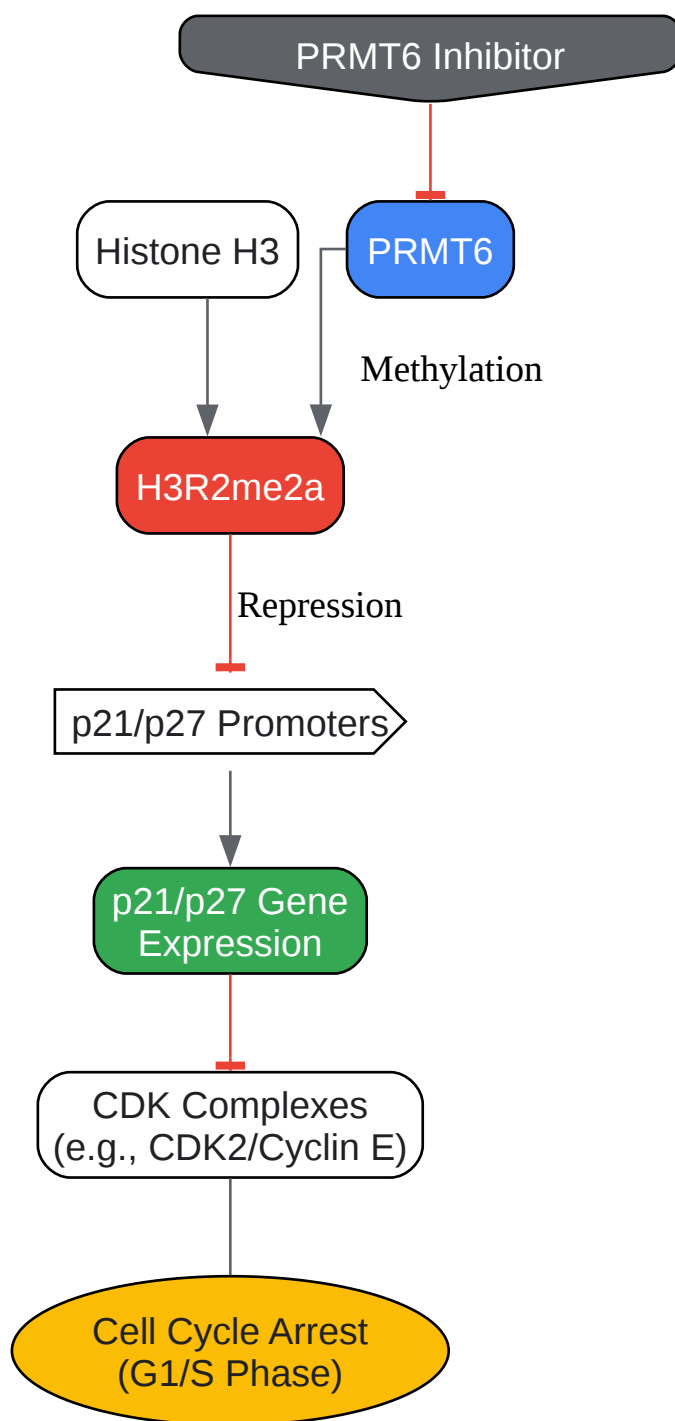 PRMT6 Inhibitor
Histone H3
PRMT6
Methylation
H3R2me2a
Repression
p21/p27 Promoters
p21/p27 Gene
Expression
CDK Complexes
(e.g., CDK2/Cyclin E)
Cell Cycle Arrest
(G1/S Phase)